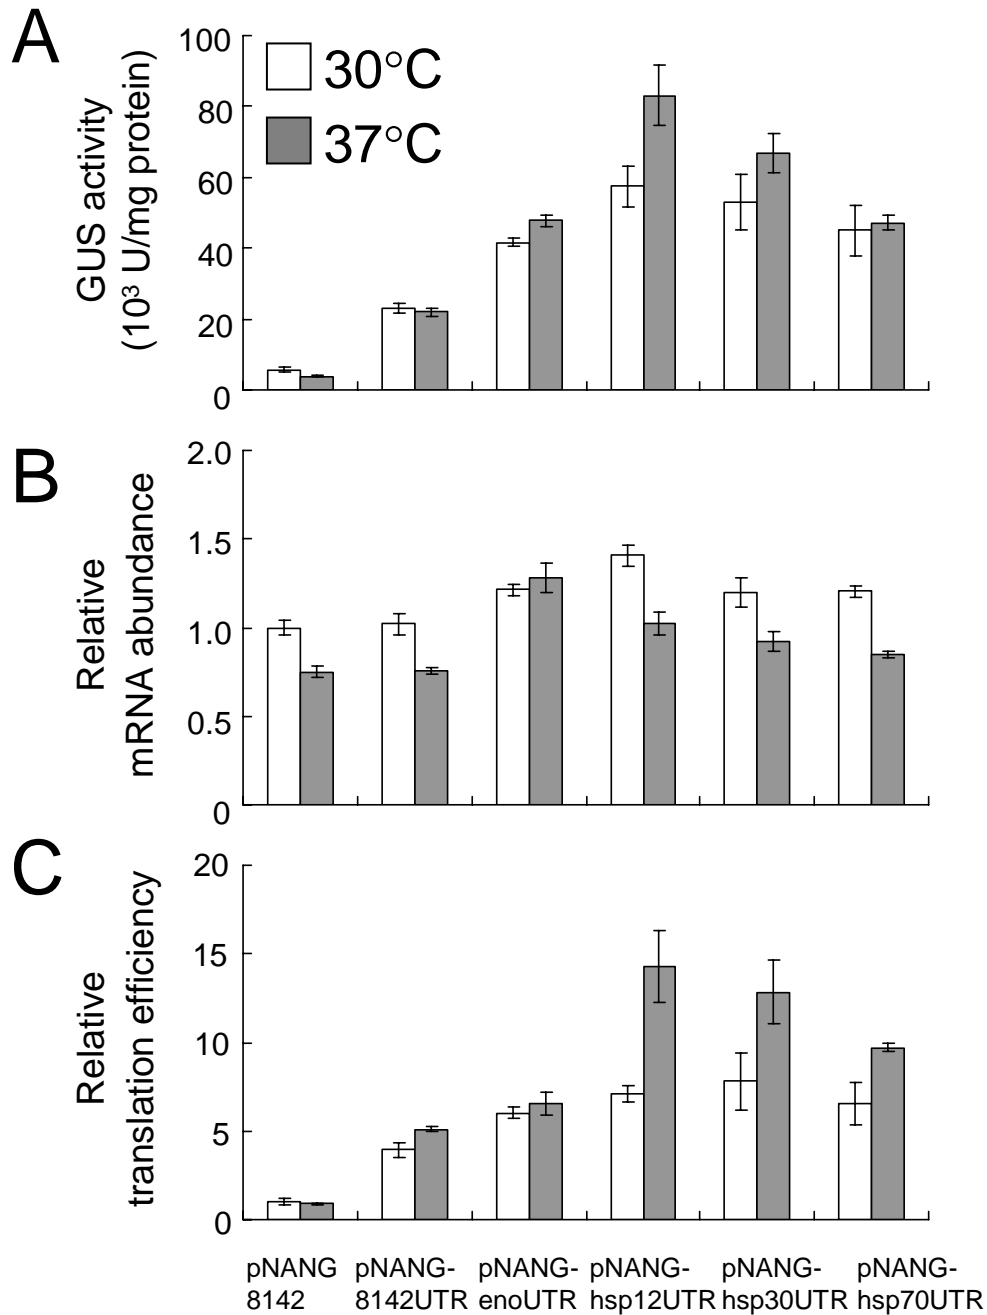 A
GUS activity
(10³ U/mg protein)
100
80
60
40
20
0
30°C
37°C
B
Relative
mRNA abundance
2.0
1.5
1.0
0.5
0
C
Relative
translation efficiency
20
15
10
5
0
pNANG
8142
pNANG-
8142UTR
pNANG-
enoUTR
pNANG-
hsp12UTR
pNANG-
hsp30UTR
pNANG-
hsp70UTR